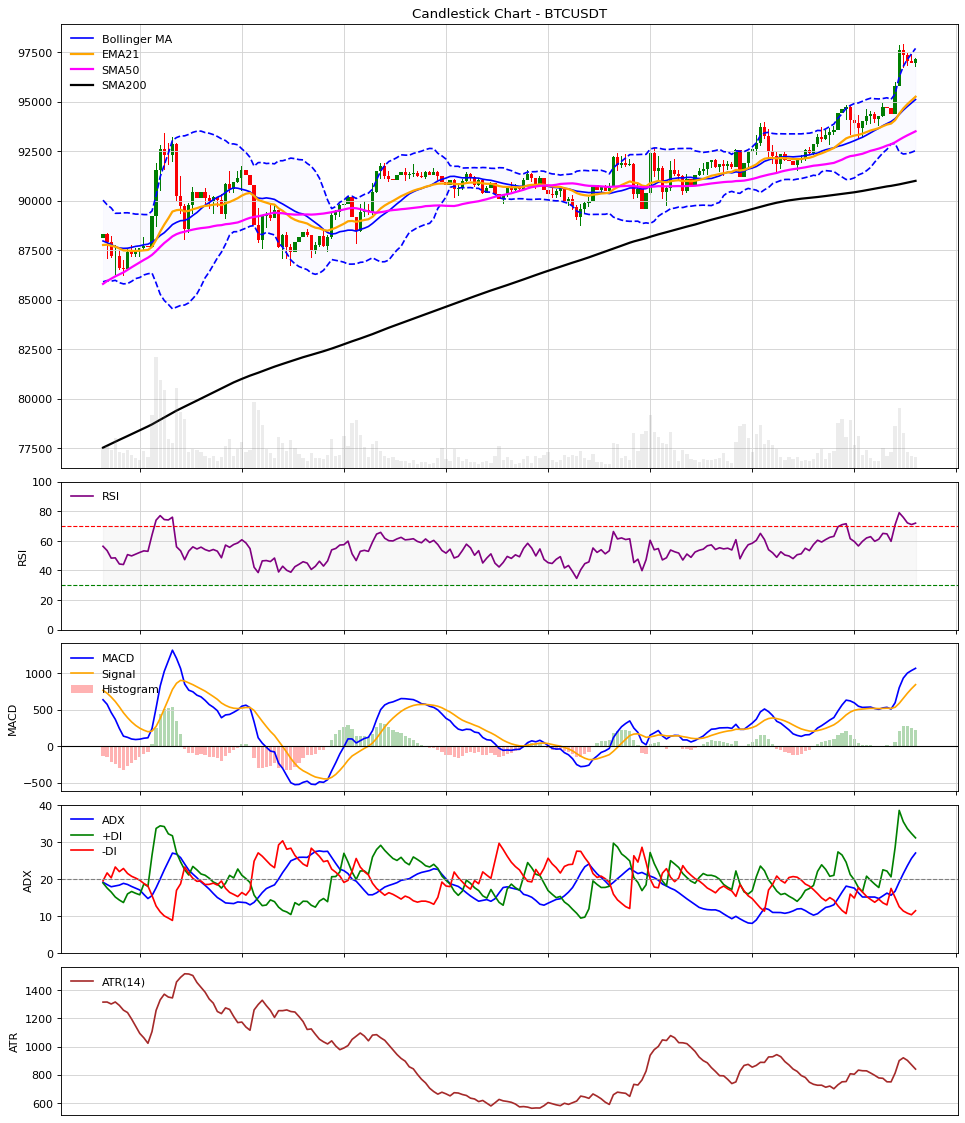 Candlestick Chart - BTCUSDT
Bollinger MA
EMA21
SMA50
SMA200
97500
95000
92500
90000
87500
85000
82500
80000
77500
RSI
RSI
100
80
60
40
20
0
MACD
Signal
Histogram
MACD
1000
500
0
−500
ADX
+DI
-DI
ADX
40
30
20
10
0
ATR(14)
ATR
1400
1200
1000
800
600